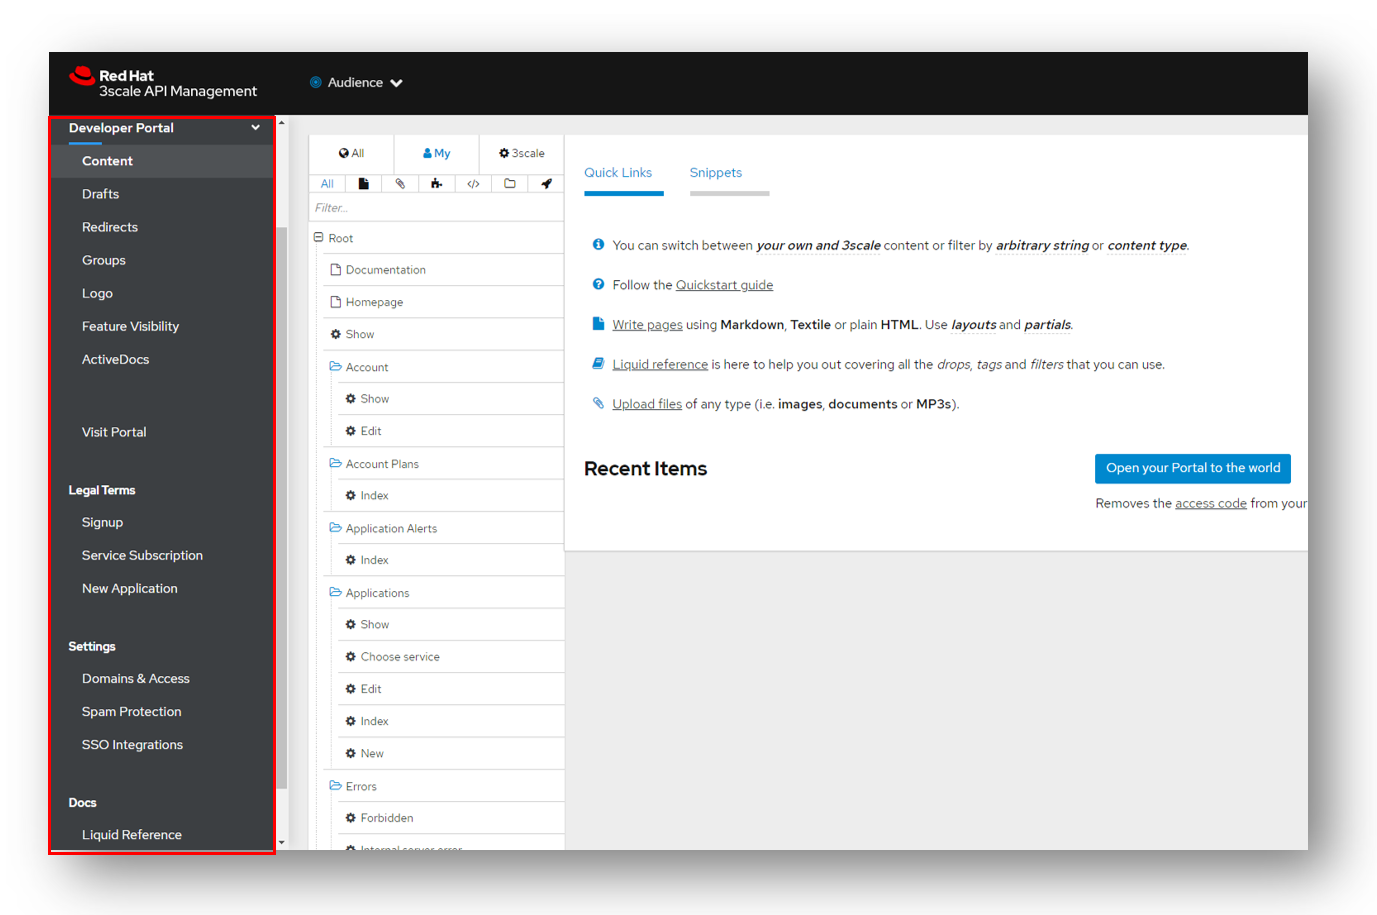 Red Hat
3scale API Management
Audience
Developer Portal
Content
Drafts
Redirects
Groups
Logo
Feature Visibility
ActiveDocs
Visit Portal
Legal Terms
Signup
Service Subscription
New Application
Settings
Domains & Access
Spam Protection
SSO Integrations
Docs
Liquid Reference
All My 3scale
All </>
Filter...
Root
Documentation
Homepage
Show
Account
Show
Edit
Account Plans
Index
Application Alerts
Index
Applications
Show
Choose service
Edit
Index
New
Errors
Forbidden
Internal server error
Quick Links Snippets
You can switch between your own and 3scale content or filter by arbitrary string or content type.
Follow the Quickstart guide
Write pages using Markdown, Textile or plain HTML. Use layouts and partials.
Liquid reference is here to help you out covering all the drops, tags and filters that you can use.
Upload files of any type (i.e. images, documents or MP3s).
Recent Items
Open your Portal to the world
Removes the access code from your